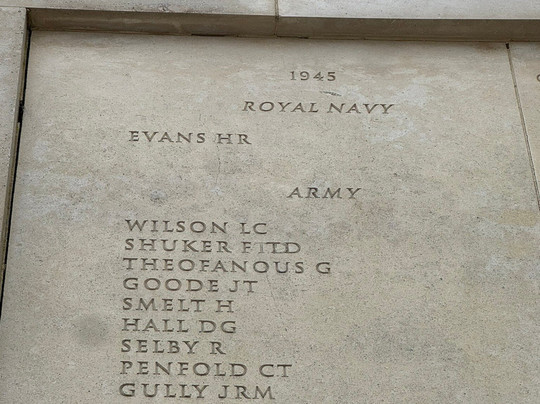 1945
ROYAL NAVY
EVANS HR
ARMY
WILSON LC
SHUKER
THEOFANOUS G
GOODE JT
SMELT H
HALL DG
SELBY R
PENFOLD CT
GULLY JRM